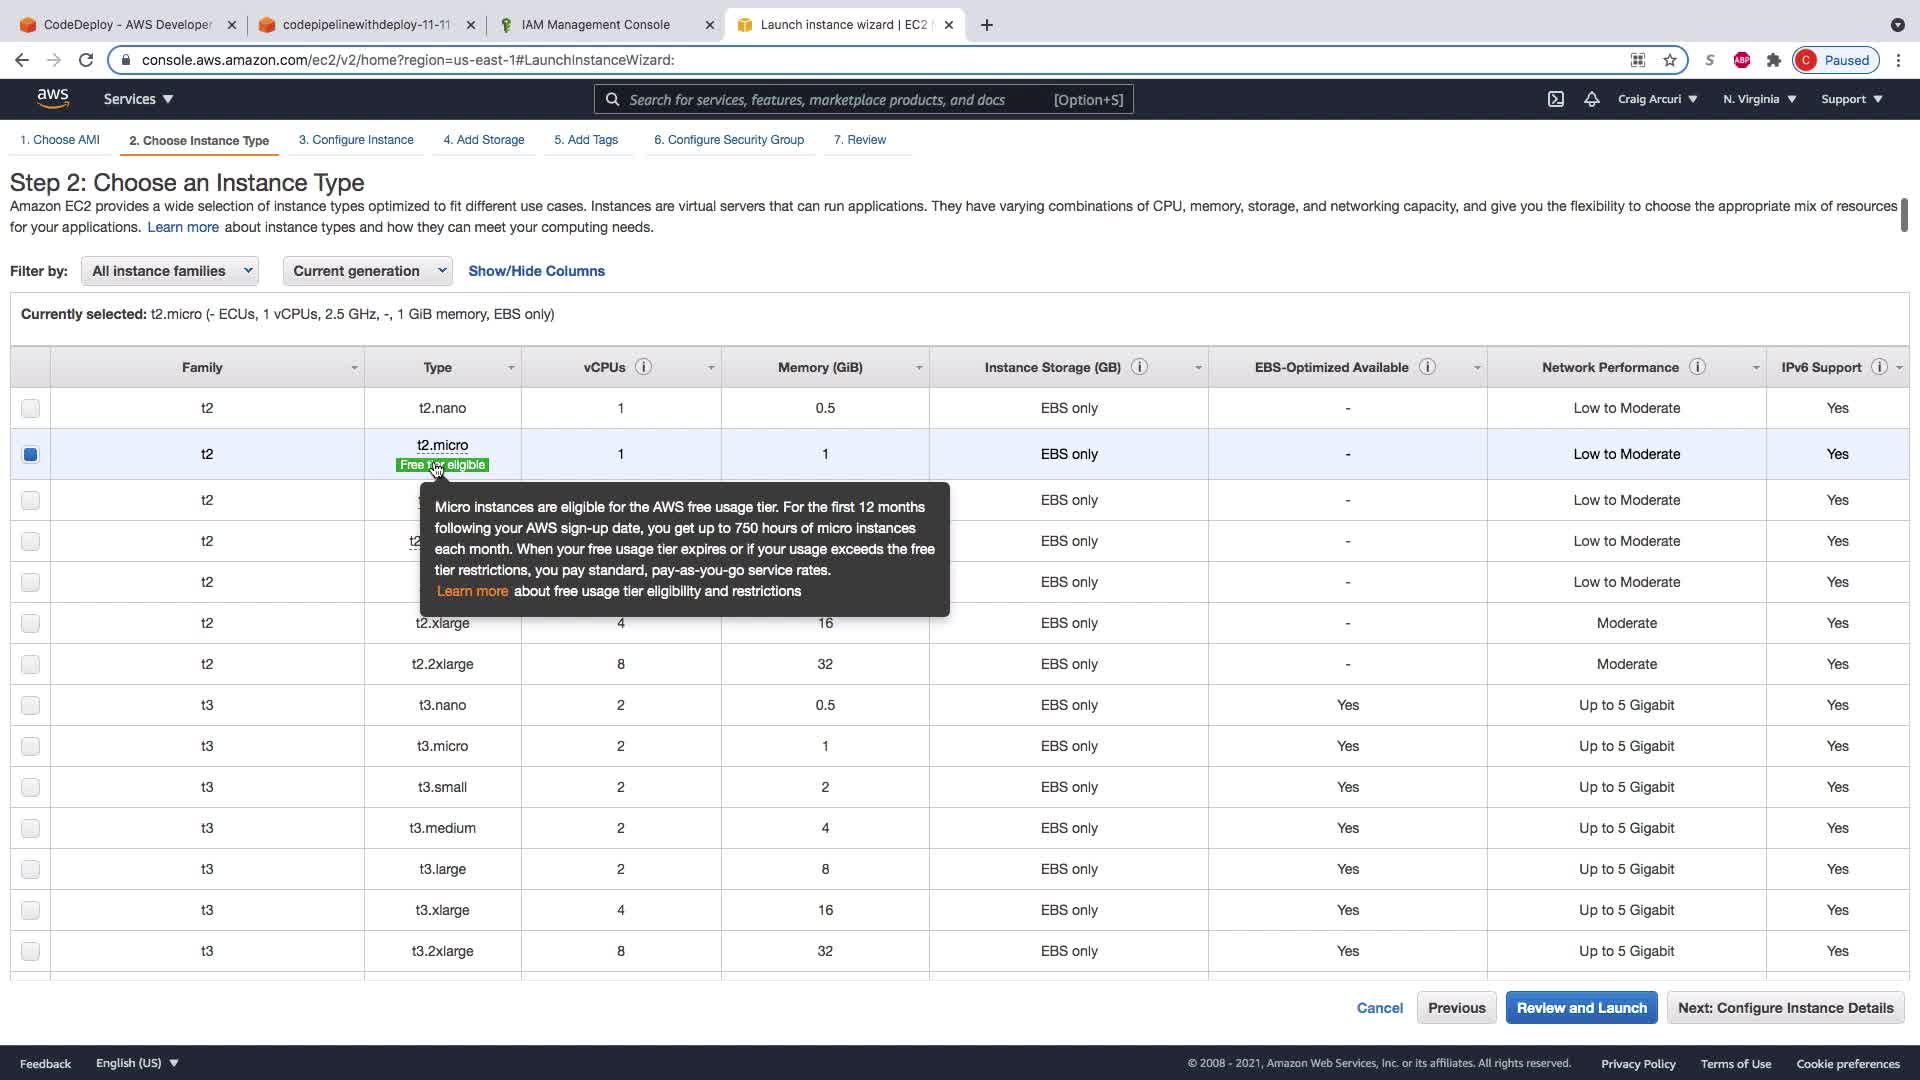 CodeDeploy - AWS Developer
codepipelinewithdeploy-11-11
IAM Management Console
Launch instance wizard | EC2
console.aws.amazon.com/ec2/v2/home?region=us-east-1#LaunchInstanceWizard:
S
ABP
C
Paused
aws
Services
Search for services, features, marketplace products, and docs
[Option+S]
Craig Arcuri
N. Virginia
Support
1. Choose AMI
2. Choose Instance Type
3. Configure Instance
4. Add Storage
5. Add Tags
6. Configure Security Group
7. Review
Step 2: Choose an Instance Type
Amazon EC2 provides a wide selection of instance types optimized to fit different use cases. Instances are virtual servers that can run applications. They have varying combinations of CPU, memory, storage, and networking capacity, and give you the flexibility to choose the appropriate mix of resources
for your applications. Learn more about instance types and how they can meet your computing needs.
Filter by:
All instance families
Current generation
Show/Hide Columns
Currently selected: t2.micro (- ECUs, 1 vCPUs, 2.5 GHz, -, 1 GiB memory, EBS only)
Family Type vCPUs Memory (GiB) Instance Storage (GB) EBS-Optimized Available Network Performance IPv6 Support
t2 t2.nano 1 0.5 EBS only - Low to Moderate Yes
t2 t2.micro 1 1 EBS only - Low to Moderate Yes
Free tier eligible
t2 EBS only - Low to Moderate Yes
t2 t2 EBS only - Low to Moderate Yes
t2 EBS only - Low to Moderate Yes
Micro instances are eligible for the AWS free usage tier. For the first 12 months
following your AWS sign-up date, you get up to 750 hours of micro instances
each month. When your free usage tier expires or if your usage exceeds the free
tier restrictions, you pay standard, pay-as-you-go service rates.
Learn more about free usage tier eligibility and restrictions
t2 t2.xlarge 4 16 EBS only Moderate Yes
t2 t2.2xlarge 8 32 EBS only - Moderate Yes
t3 t3.nano 2 0.5 EBS only Yes Up to 5 Gigabit Yes
t3 t3.micro 2 1 EBS only Yes Up to 5 Gigabit Yes
t3 t3.small 2 2 EBS only Yes Up to 5 Gigabit Yes
t3 t3.medium 2 4 EBS only Yes Up to 5 Gigabit Yes
t3 t3.large 2 8 EBS only Yes Up to 5 Gigabit Yes
t3 t3.xlarge 4 16 EBS only Yes Up to 5 Gigabit Yes
t3 t3.2xlarge 8 32 EBS only Yes Up to 5 Gigabit Yes
Cancel
Previous
Review and Launch
Next: Configure Instance Details
Feedback
English (US)
© 2008 - 2021, Amazon Web Services, Inc. or its affiliates. All rights reserved.
Privacy Policy
Terms of Use
Cookie preferences